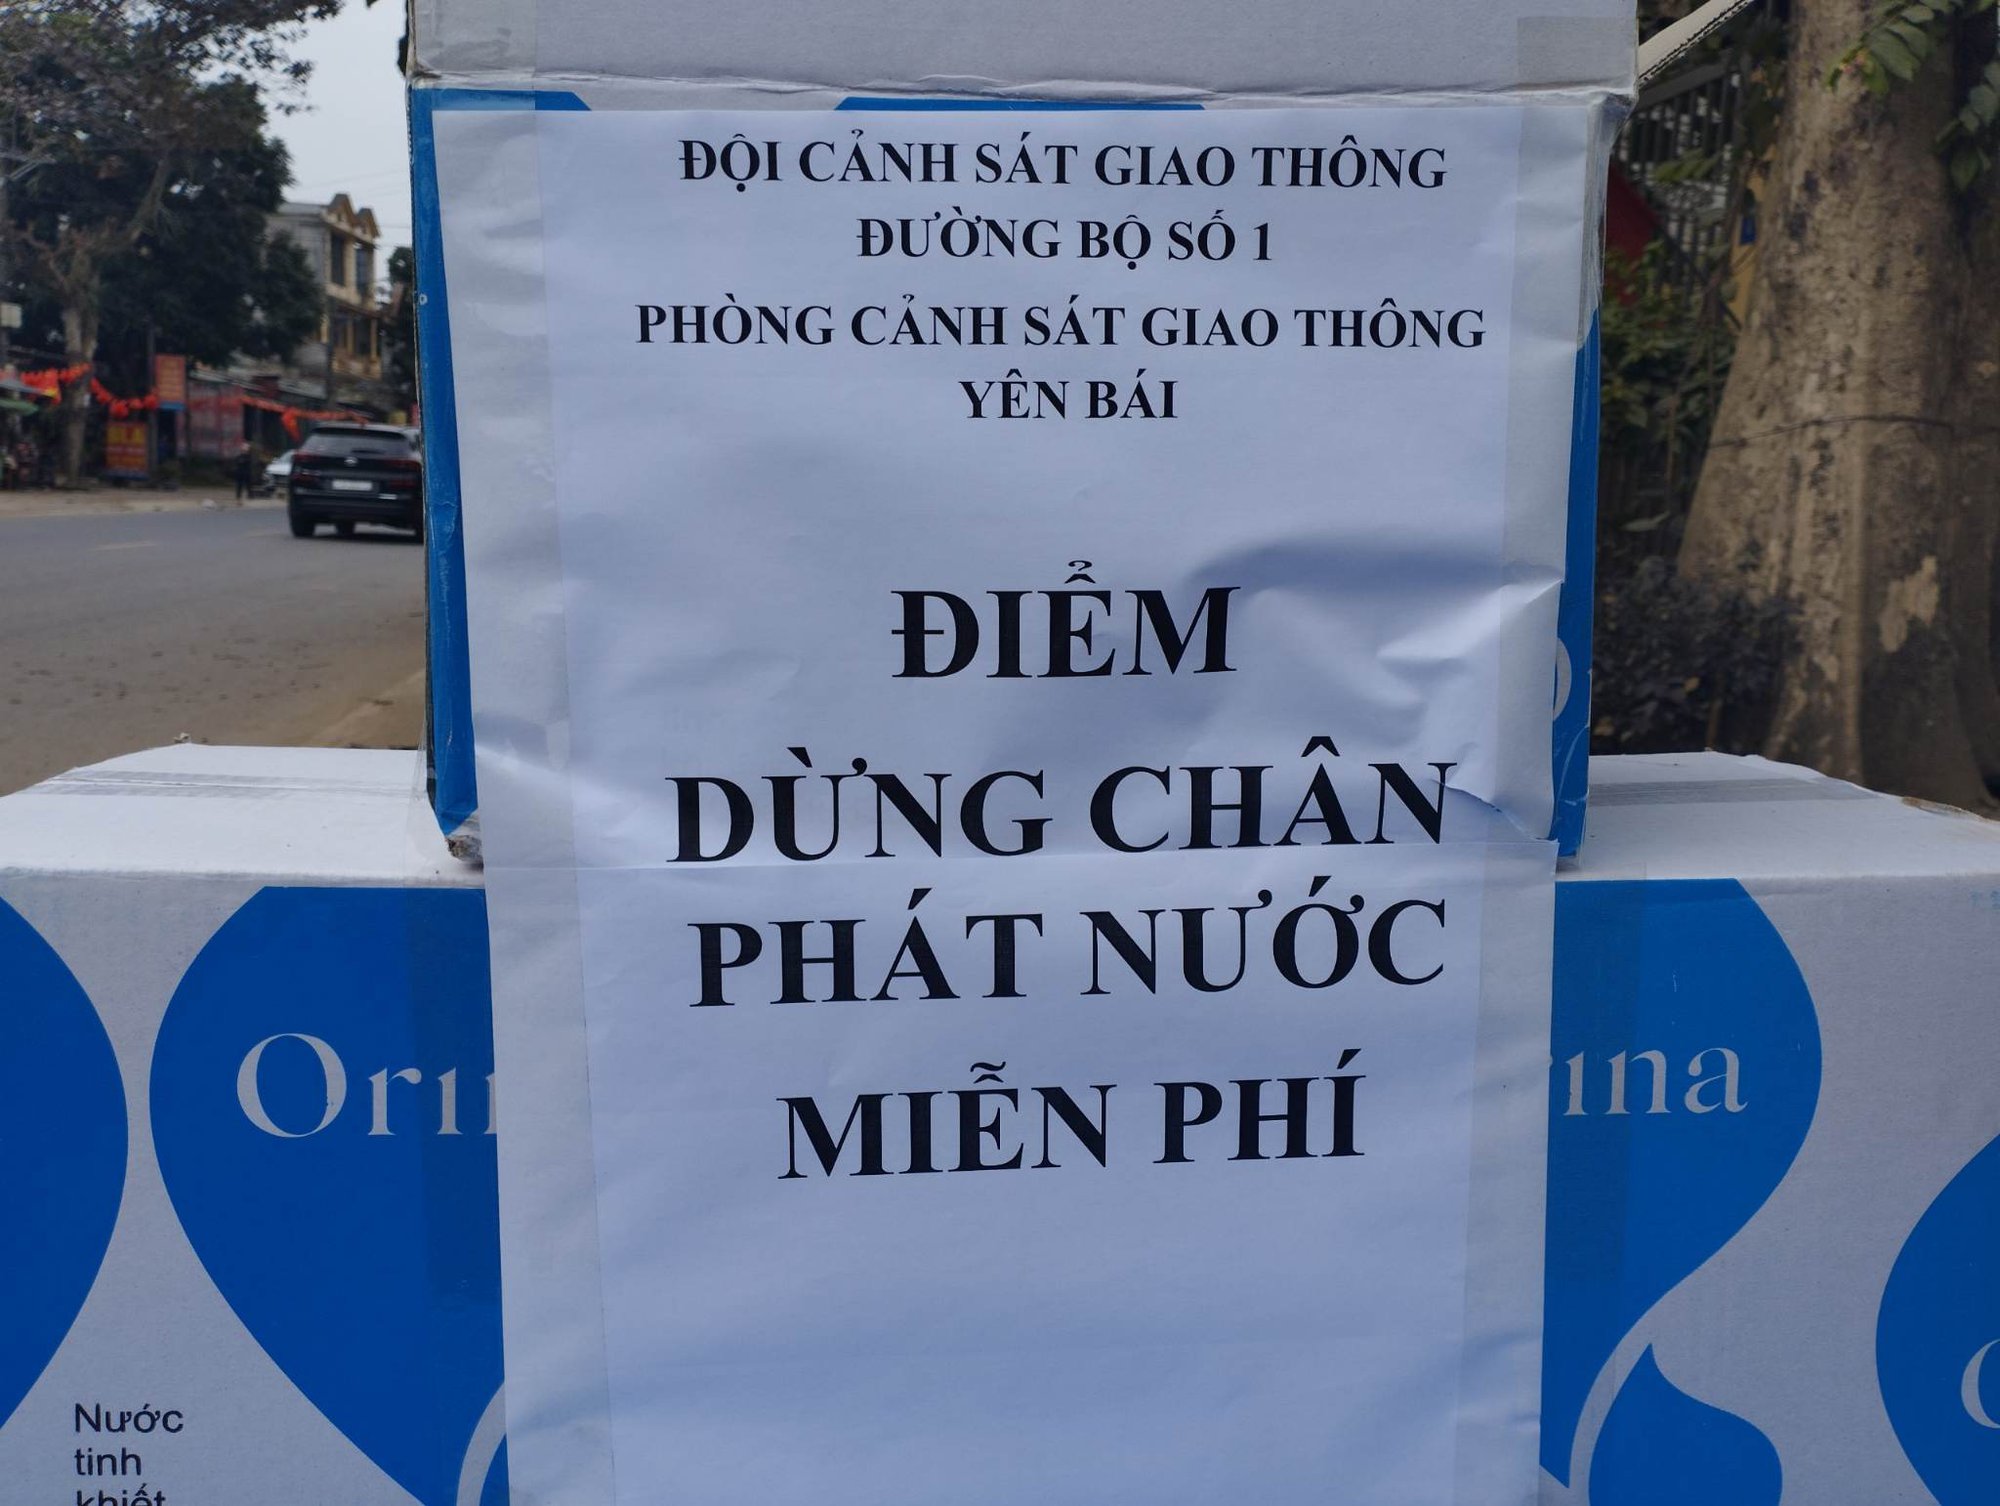 ĐỘI CẢNH SÁT GIAO THÔNG
ĐƯỜNG BỘ SỐ 1
PHÒNG CẢNH SÁT GIAO THÔNG
YÊN BÁI
ĐIỂM
DỪNG CHÂN
PHÁT NƯỚC
MIỄN PHÍ
Nước
tinh
khiết